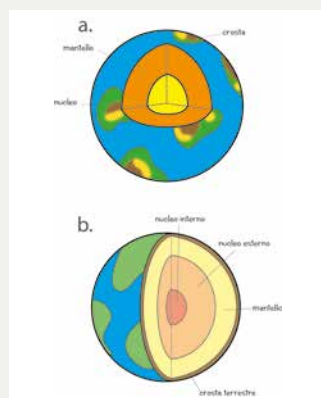 a.
crosta
mantello
nucleo
b.
nucleo interno
nucleo esterno
mantello
crosta terrestre